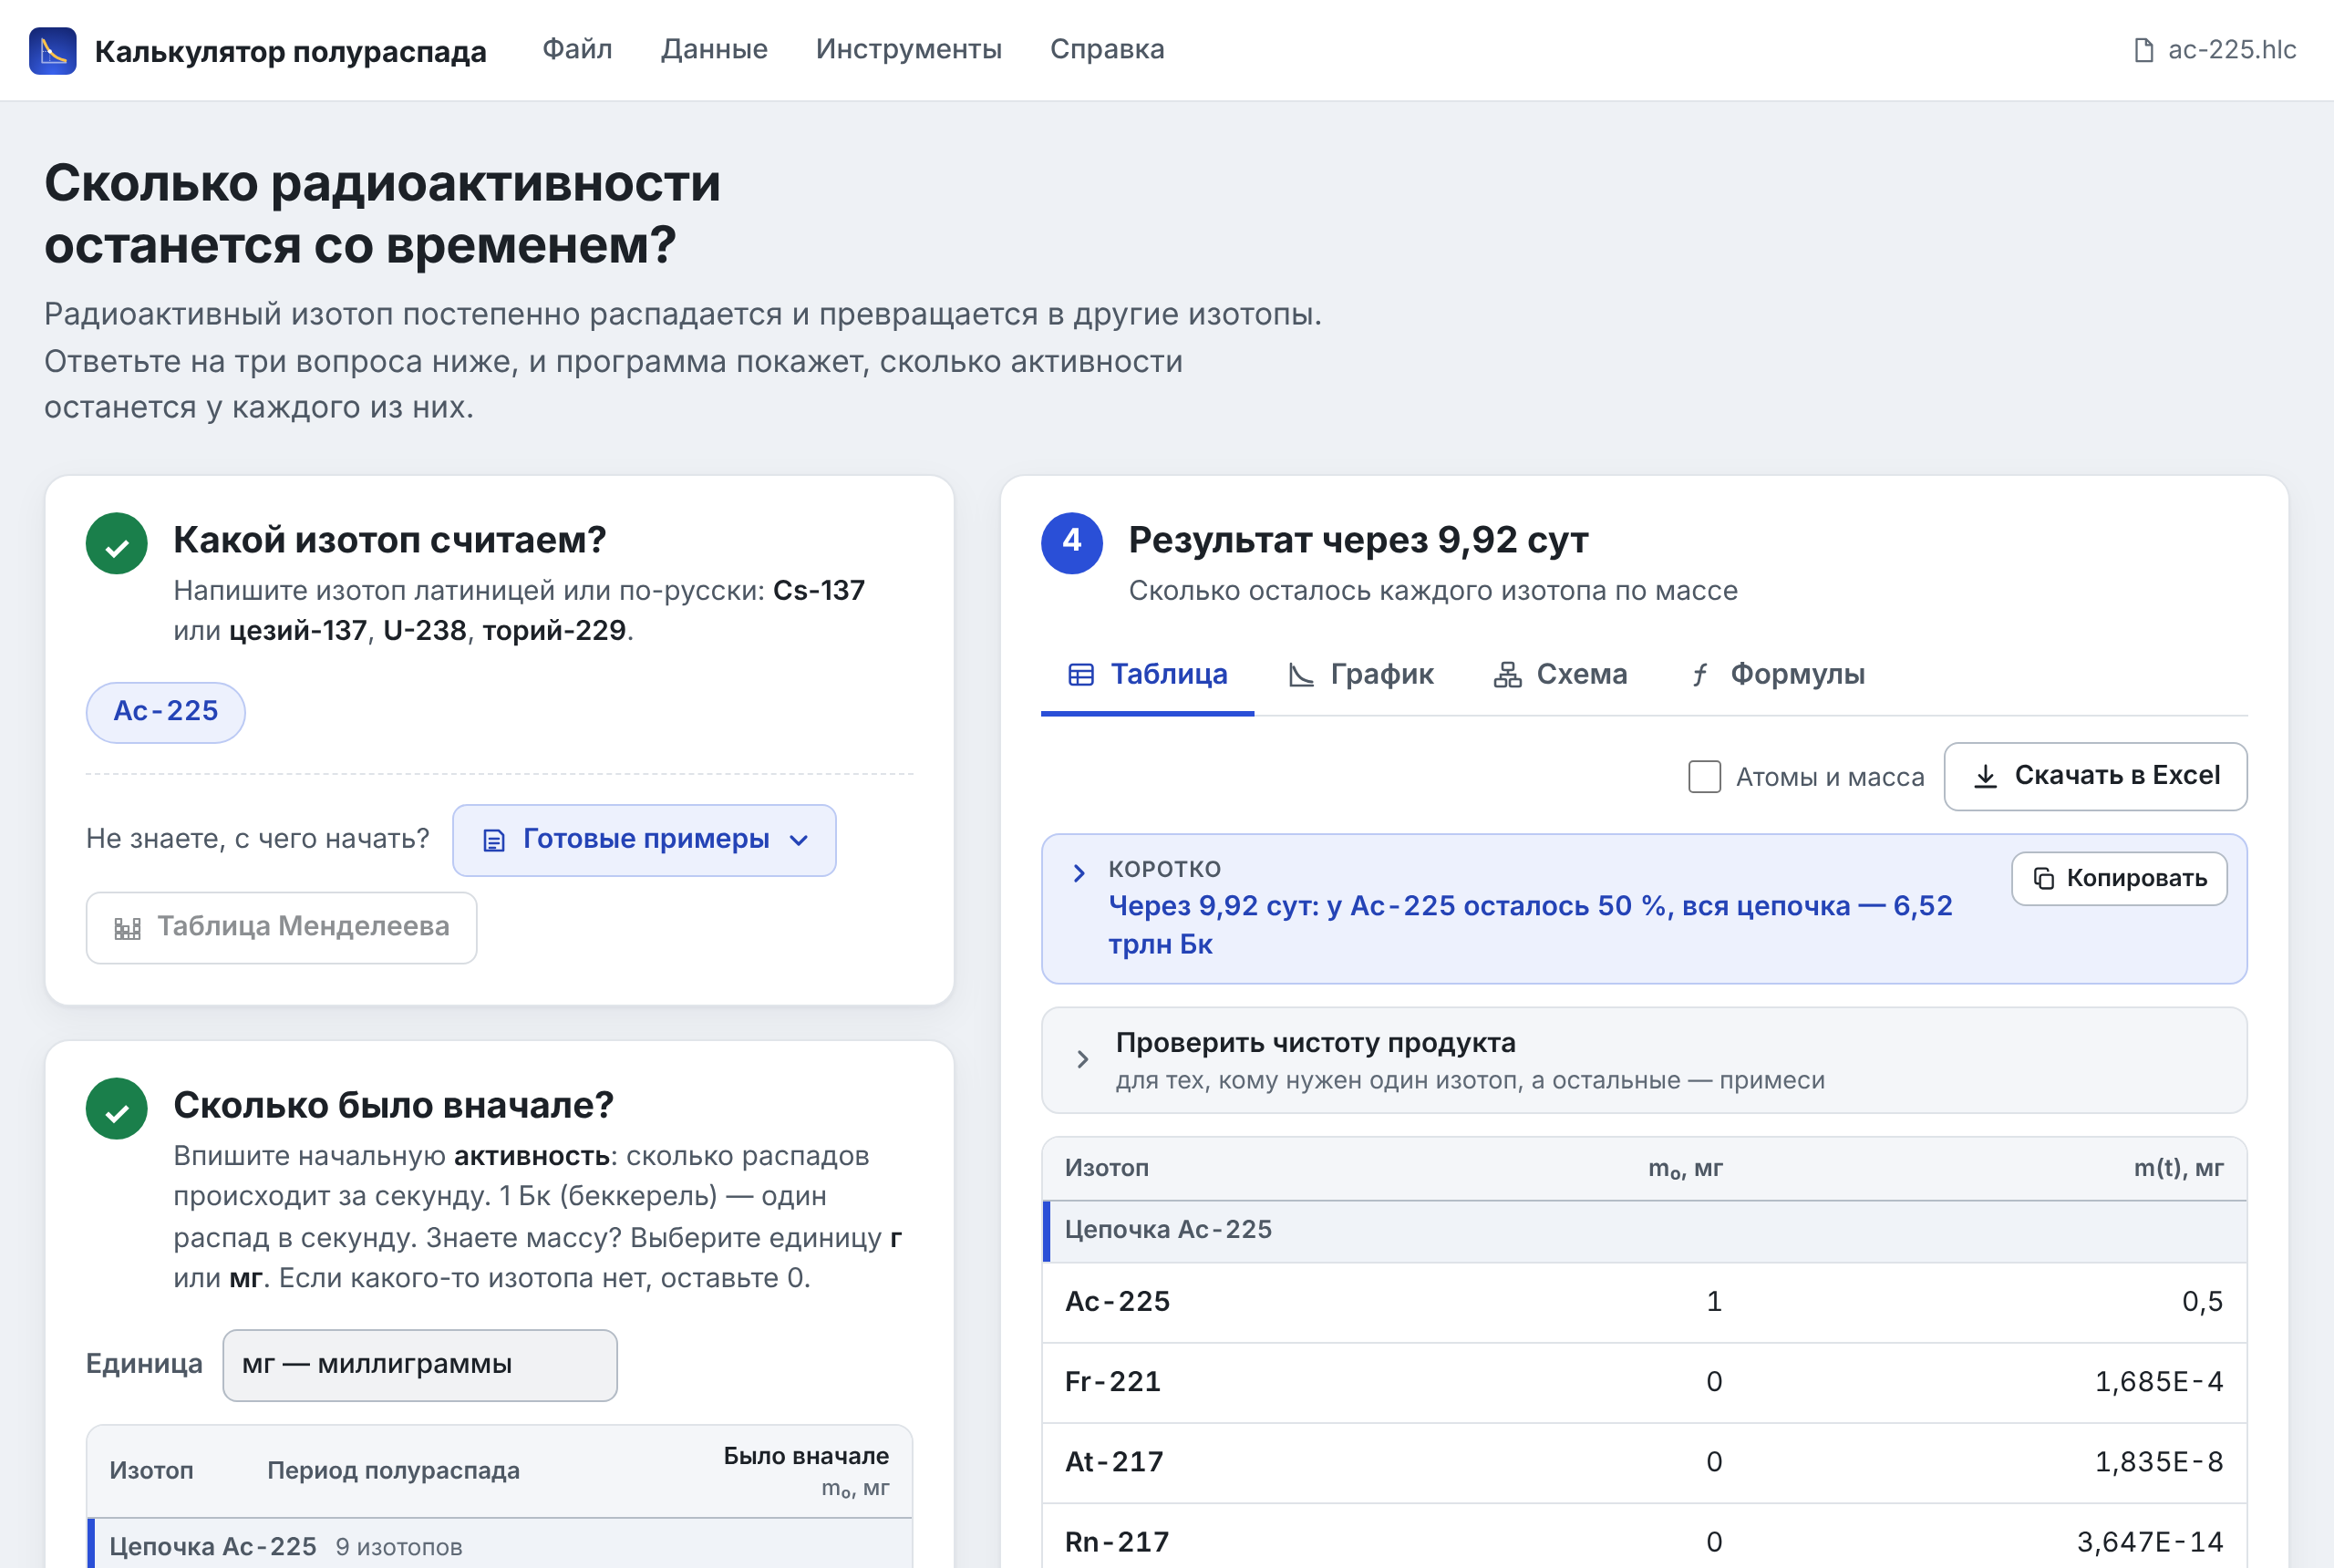 Калькулятор полураспада
Файл
Данные
Инструменты
Справка
ac-225.hlc
Сколько радиоактивности
останется со временем?
Радиоактивный изотоп постепенно распадается и превращается в другие изотопы.
Ответьте на три вопроса ниже, и программа покажет, сколько активности
останется у каждого из них.
Какой изотоп считаем?
Напишите изотоп латиницей или по-русски: Cs-137
или цезий-137, U-238, торий-229.
Ac-225
Не знаете, с чего начать?
Готовые примеры
Таблица Менделеева
Сколько было вначале?
Впишите начальную активность: сколько распадов
происходит за секунду. 1 Бк (беккерель) — один
распад в секунду. Знаете массу? Выберите единицу г
или мг. Если какого-то изотопа нет, оставьте 0.
Единица
мг — миллиграммы
Изотоп
Период полураспада
Было вначале
m₀, мг
Цепочка Ac-225 9 изотопов
4
Результат через 9,92 сут
Сколько осталось каждого изотопа по массе
Таблица
График
Схема
Формулы
Атомы и масса
Скачать в Excel
КОРОТКО
Через 9,92 сут: у Ac-225 осталось 50 %, вся цепочка — 6,52
трлн Бк
Копировать
Проверить чистоту продукта
для тех, кому нужен один изотоп, а остальные — примеси
Изотоп m₀, мг m(t), мг
Цепочка Ac-225
Ac-225 1 0,5
Fr-221 0 1,685E-4
At-217 0 1,835E-8
Rn-217 0 3,647E-14